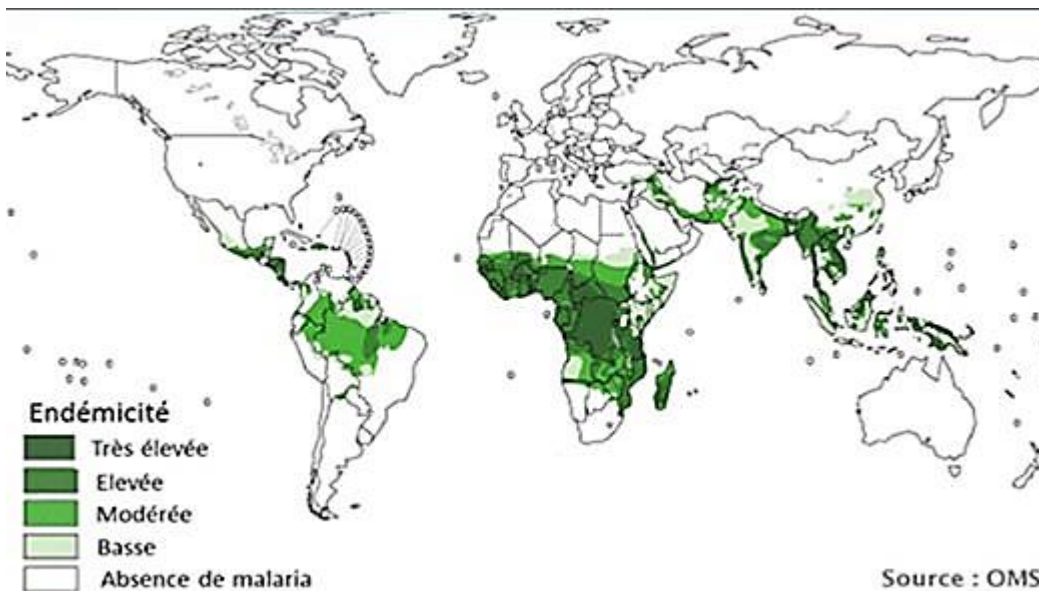 Endémicité
Très élevée
Elevée
Modérée
Basse
Absence de malaria
Source : OMS